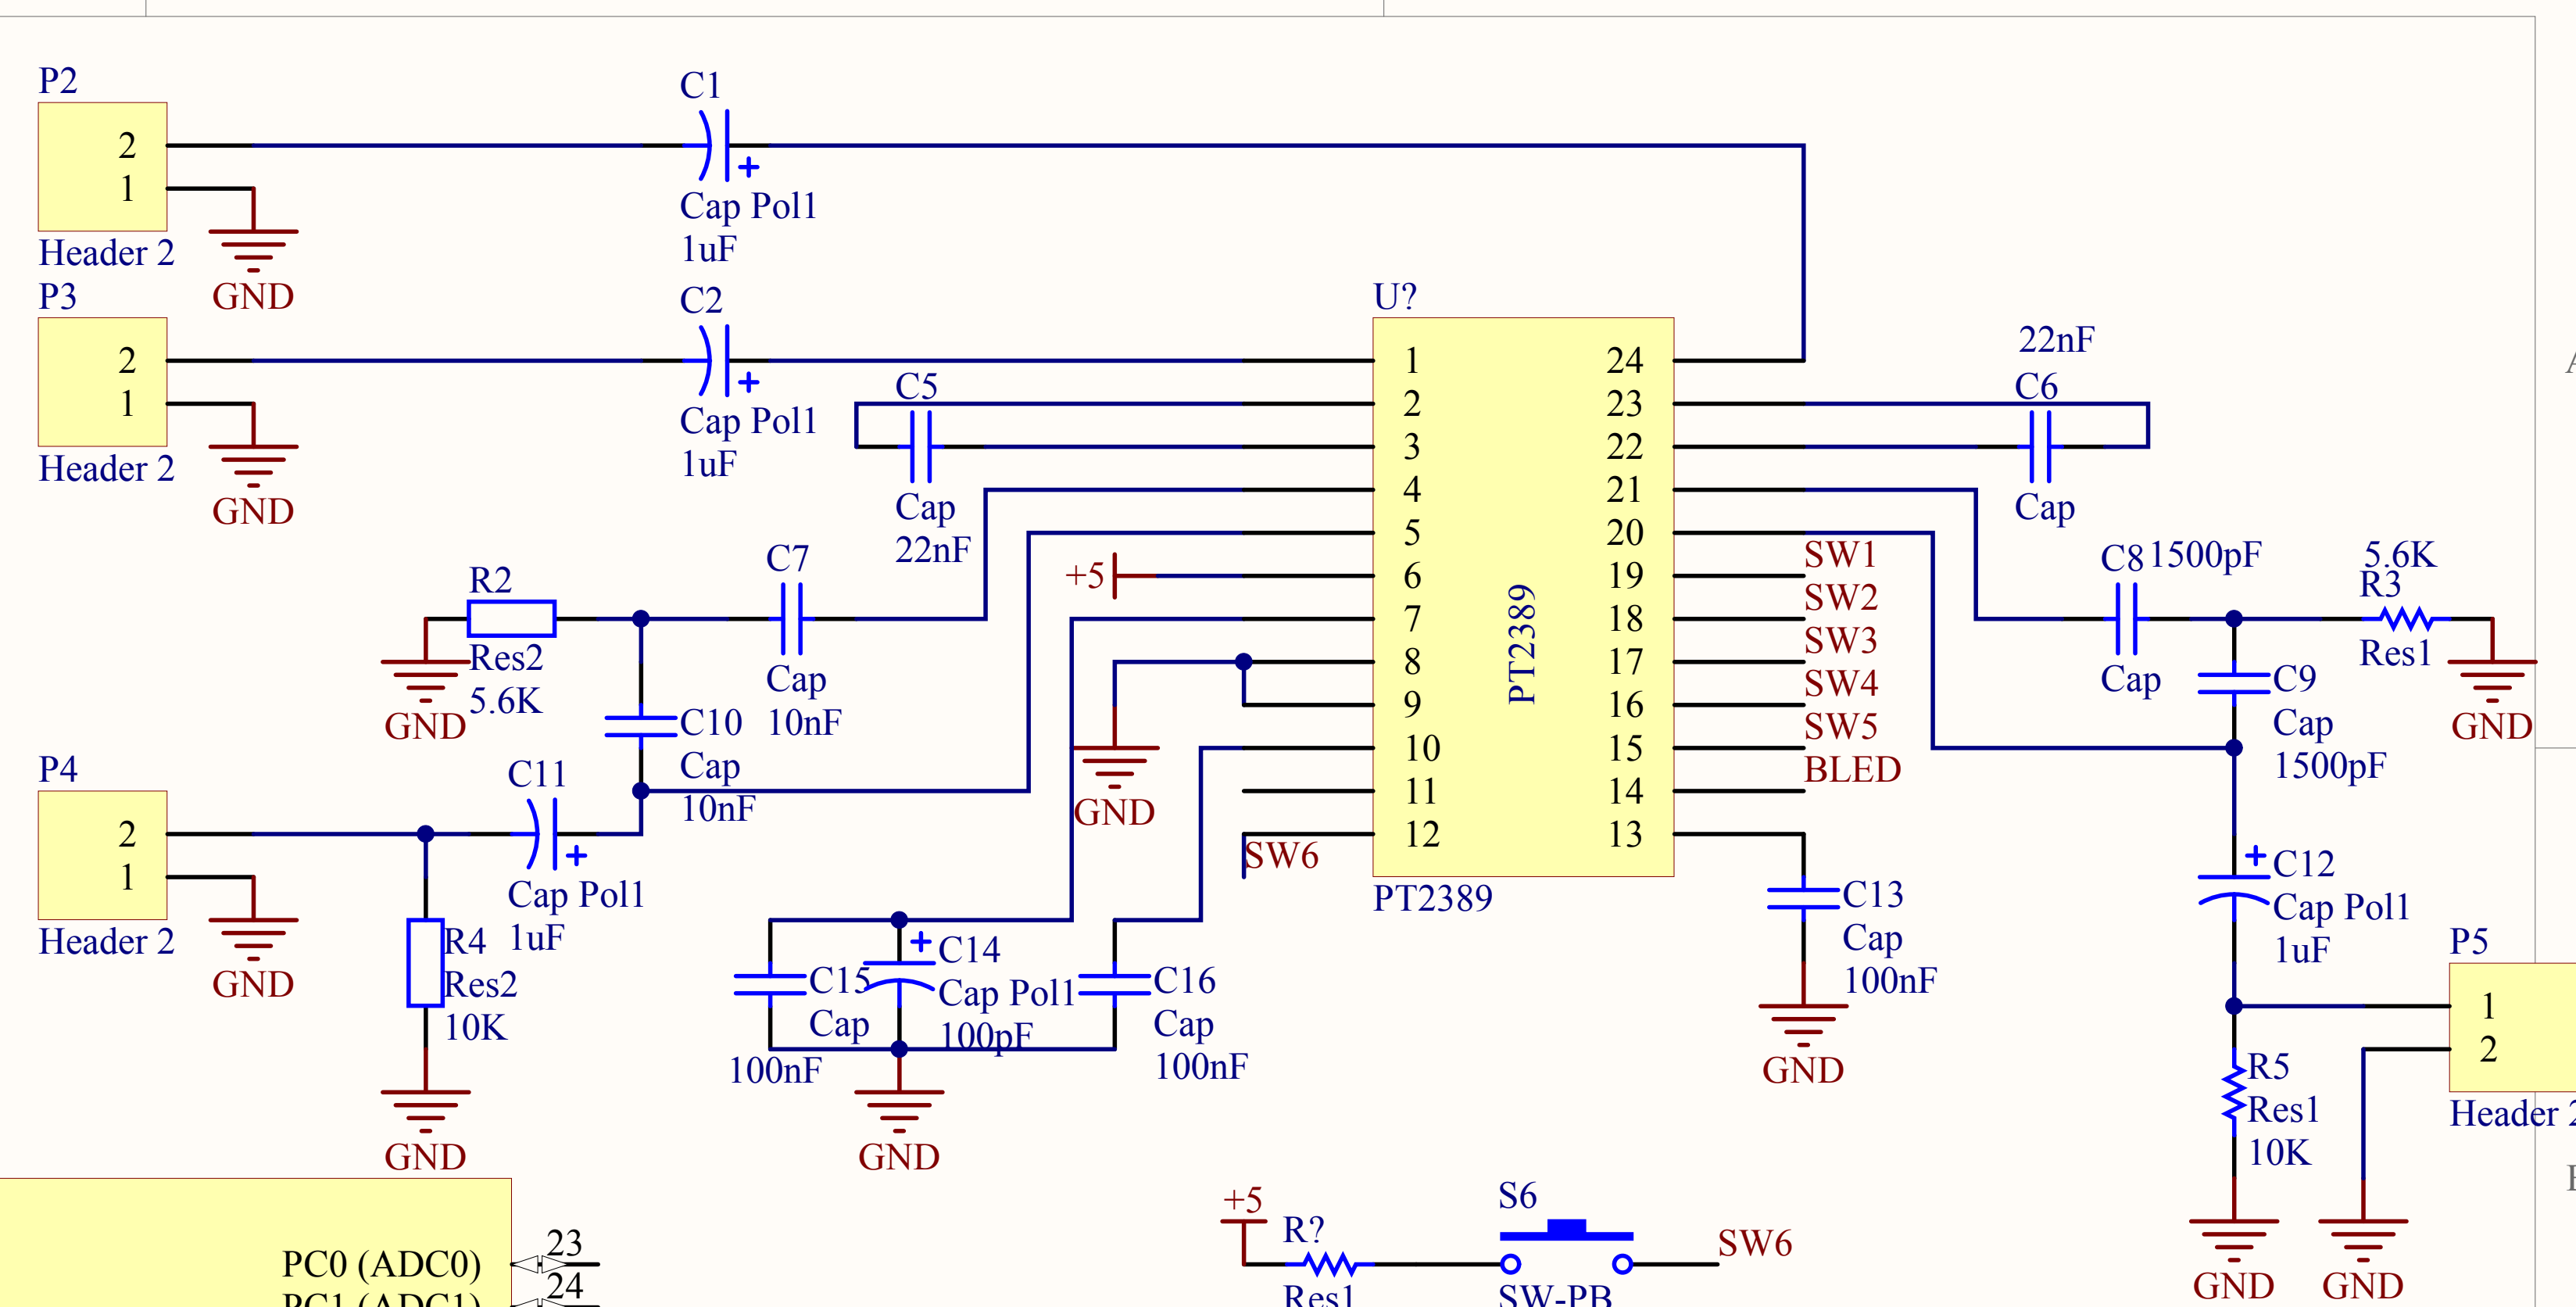 P2
2
1
Header 2
GND
C1
Cap Pol1
1uF
P3
2
1
Header 2
GND
C2
Cap Pol1
1uF
C5
Cap
22nF
R2
Res2
5.6K
GND
C7
Cap
10nF
C10
Cap
10nF
P4
2
1
Header 2
GND
C11
Cap Pol1
1uF
R4
Res2
10K
GND
+5
GND
SW6
C15
Cap
100nF
C14
Cap Pol1
100pF
C16
Cap
100nF
GND
U?
1 24
2 23
3 22
4 21
5 20
6 19
7 18
8 17
9 16
10 15
11 14
12 13
PT2389
PT2389
SW1
SW2
SW3
SW4
SW5
BLED
22nF
C6
Cap
C8 1500pF
Cap
5.6K
R3
Res1
GND
C9
Cap
1500pF
C13
Cap
100nF
GND
C12
Cap Pol1
1uF
P5
1
2
Header 2
R5
Res1
10K
GND
GND
PC0 (ADC0) 23
PC1 (ADC1) 24
+5
R?
Res1
S6
SW-PB
SW6